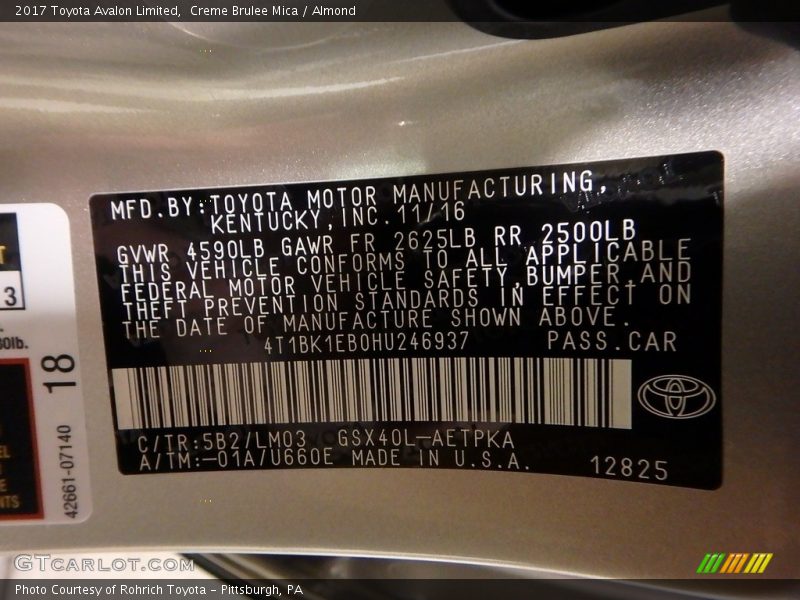 2017 Toyota Avalon Limited,  Creme Brulee Mica / Almond
MFD.BY:TOYOTA MOTOR MANUFACTURING,
KENTUCKY,INC.11/16
GVWR 4590LB GAWR FR 2625LB RR 2500LB
THIS VEHICLE CONFORMS TO ALL APPLICABLE
FEDERAL MOTOR VEHICLE SAFETY,BUMPER,AND
THEFT PREVENTION STANDARDS IN EFFECT ON
THE DATE OF MANUFACTURE SHOWN ABOVE.
4T1BK1EB0HU246937 PASS.CAR
C/TR:5B2/LM03 GSX40L-AETPKA
A/TM:-01A/U660E MADE IN U.S.A.
12825
3
18
42661-07140
GTCARLOT.COM
Photo Courtesy of Rohrich Toyota - Pittsburgh, PA